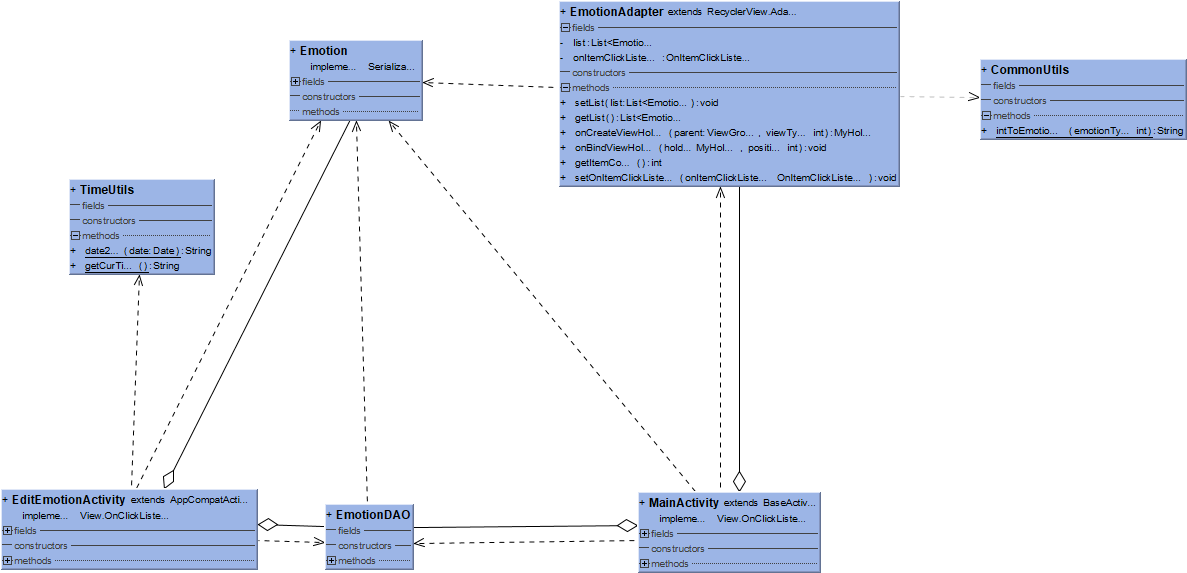 + EmotionAdapter extends RecyclerView.Ada...
fields
- list : List<Emotio...
- onItemClickListe... : OnItemClickListe...
constructors
methods
+ setList ( list: List<Emotio... ) : void
+ getList ( ) : List<Emotio...
+ onCreateViewHol... ( parent: ViewGro... , viewTy... int) : MyHol...
+ onBindViewHol... (hold... MyHol... , positi... int) : void
+ getItemCo... () : int
+ setOnItemClickListe... ( onItemClickListe... OnItemClickListe... ) : void
+ Emotion
impleme... Serializa...
fields
constructors
methods
+ CommonUtils
fields
constructors
methods
+ intToEmotio... ( emotionTy... int) : String
+ TimeUtils
fields
constructors
methods
+ date2... ( date: Date ) : String
+ getCurTi... () : String
+ EditEmotionActivity extends AppCompatActi...
impleme... View.OnClickListe...
fields
constructors
methods
+ EmotionDAO
fields
constructors
methods
+ MainActivity extends BaseActiv...
impleme... View.OnClickListe...
fields
constructors
methods